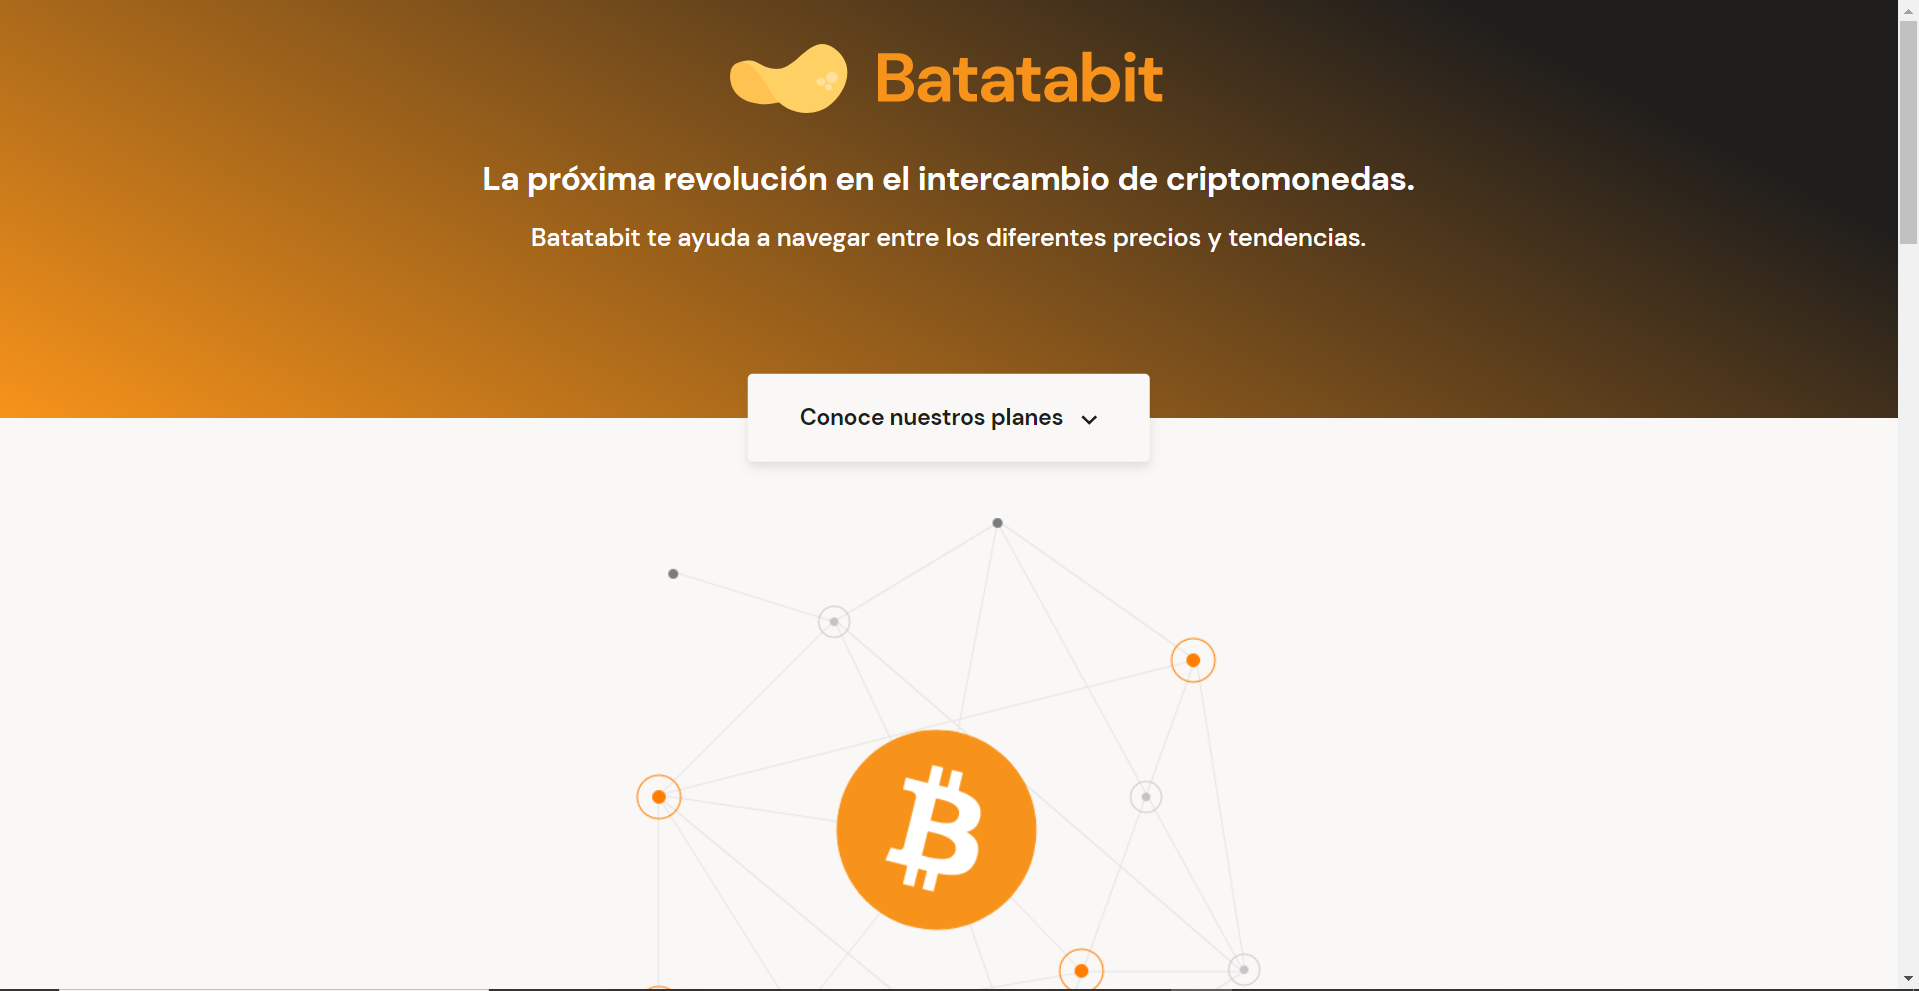 Batatabit
La próxima revolución en el intercambio de criptomonedas.
Batatabit te ayuda a navegar entre los diferentes precios y tendencias.
Conoce nuestros planes